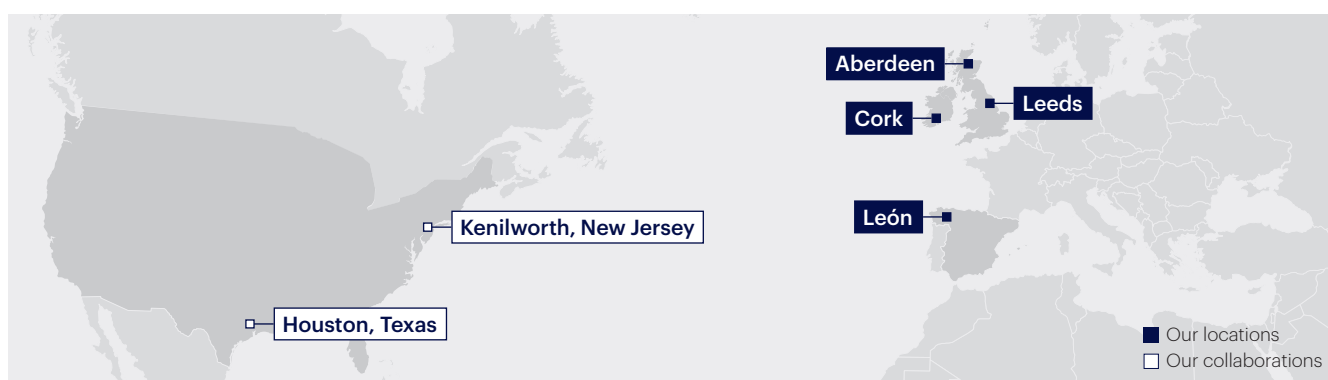 Aberdeen
Leeds
Cork
León
Kenilworth, New Jersey
Houston, Texas
Our locations
Our collaborations